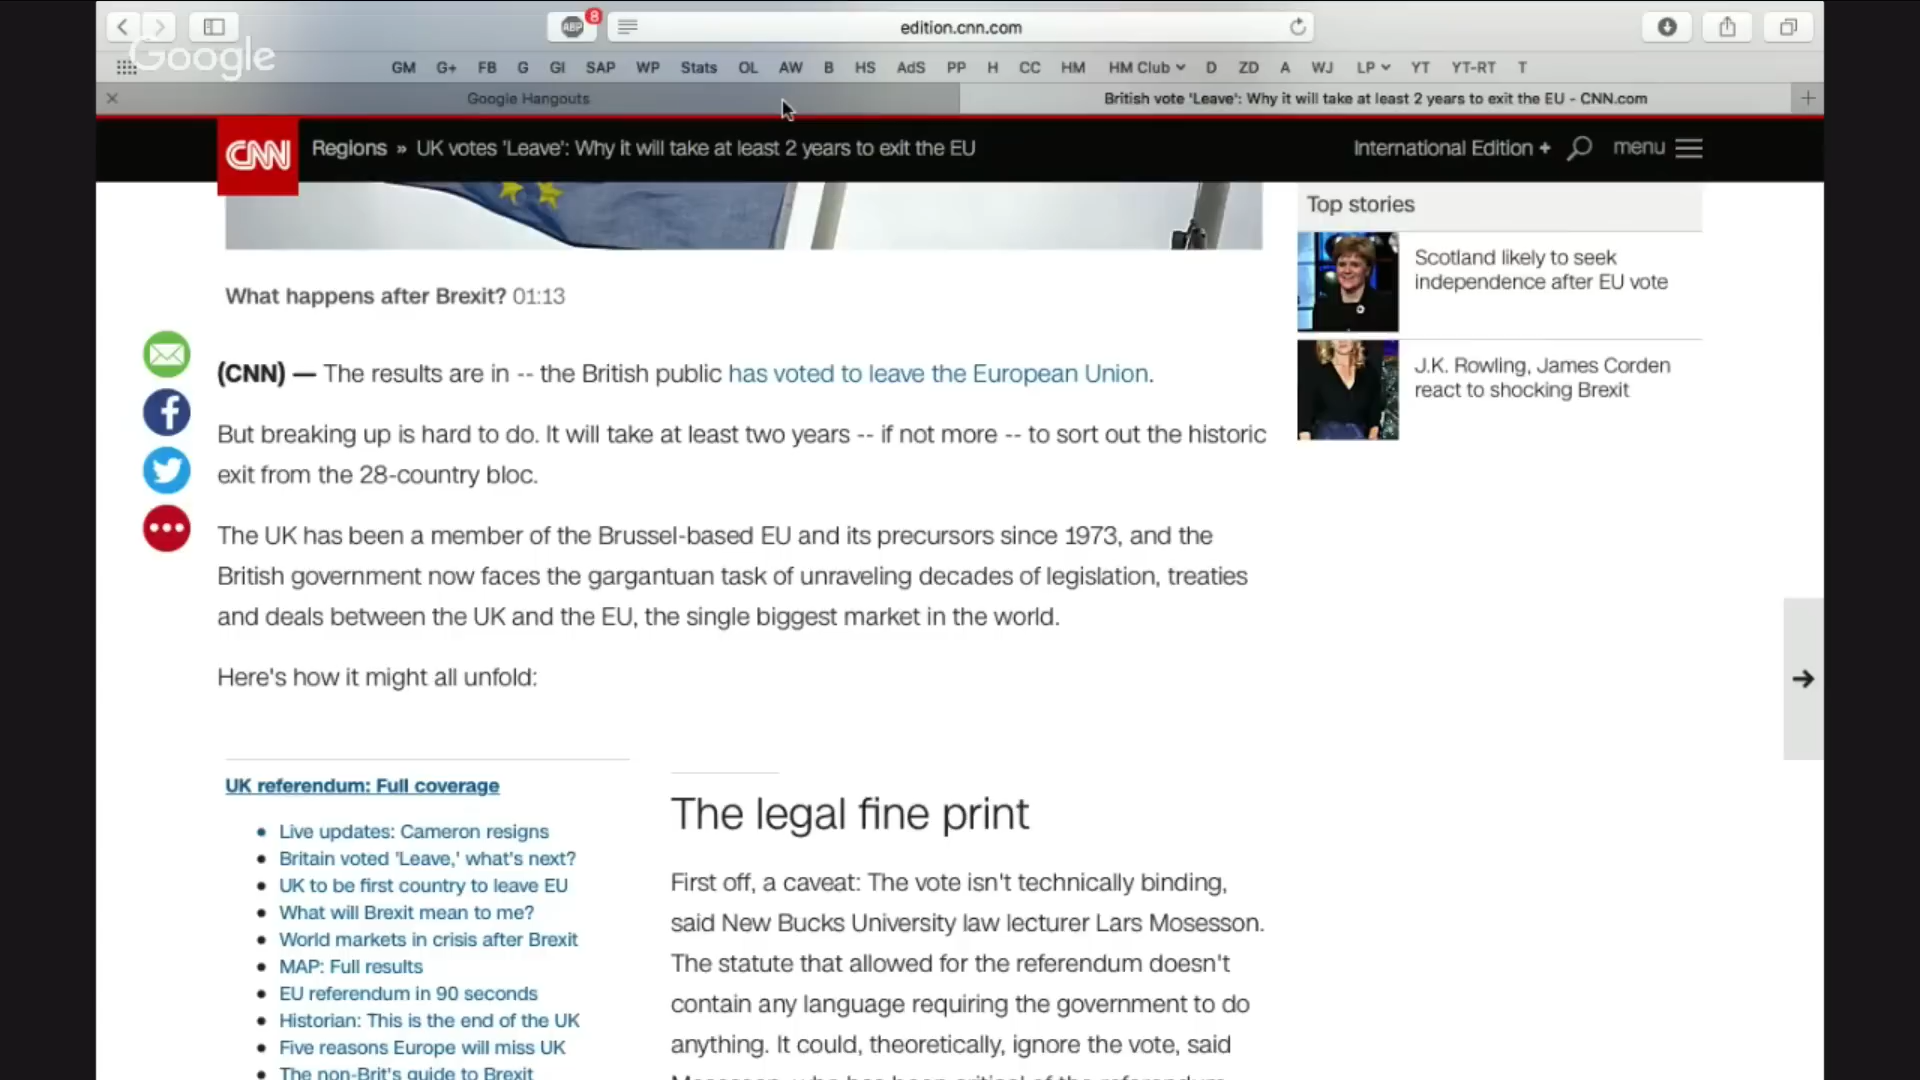 ABP
8
edition.cnn.com
Google
GM G+ FB G GI SAP WP Stats OL AW B HS AdS PP H CC HM HM Club D ZD A WJ LP YT YT-RT T
Google Hangouts
British vote 'Leave': Why it will take at least 2 years to exit the EU - CNN.com
CNN
Regions » UK votes 'Leave': Why it will take at least 2 years to exit the EU
International Edition +
menu
Top stories
Scotland likely to seek
independence after EU vote
J.K. Rowling, James Corden
react to shocking Brexit
What happens after Brexit? 01:13
(CNN) — The results are in -- the British public has voted to leave the European Union.
But breaking up is hard to do. It will take at least two years -- if not more -- to sort out the historic
exit from the 28-country bloc.
The UK has been a member of the Brussel-based EU and its precursors since 1973, and the
British government now faces the gargantuan task of unraveling decades of legislation, treaties
and deals between the UK and the EU, the single biggest market in the world.
Here's how it might all unfold:
UK referendum: Full coverage
Live updates: Cameron resigns
Britain voted 'Leave,' what's next?
UK to be first country to leave EU
What will Brexit mean to me?
World markets in crisis after Brexit
MAP: Full results
EU referendum in 90 seconds
Historian: This is the end of the UK
Five reasons Europe will miss UK
The non-Brit's guide to Brexit
The legal fine print
First off, a caveat: The vote isn't technically binding,
said New Bucks University law lecturer Lars Mosesson.
The statute that allowed for the referendum doesn't
contain any language requiring the government to do
anything. It could, theoretically, ignore the vote, said